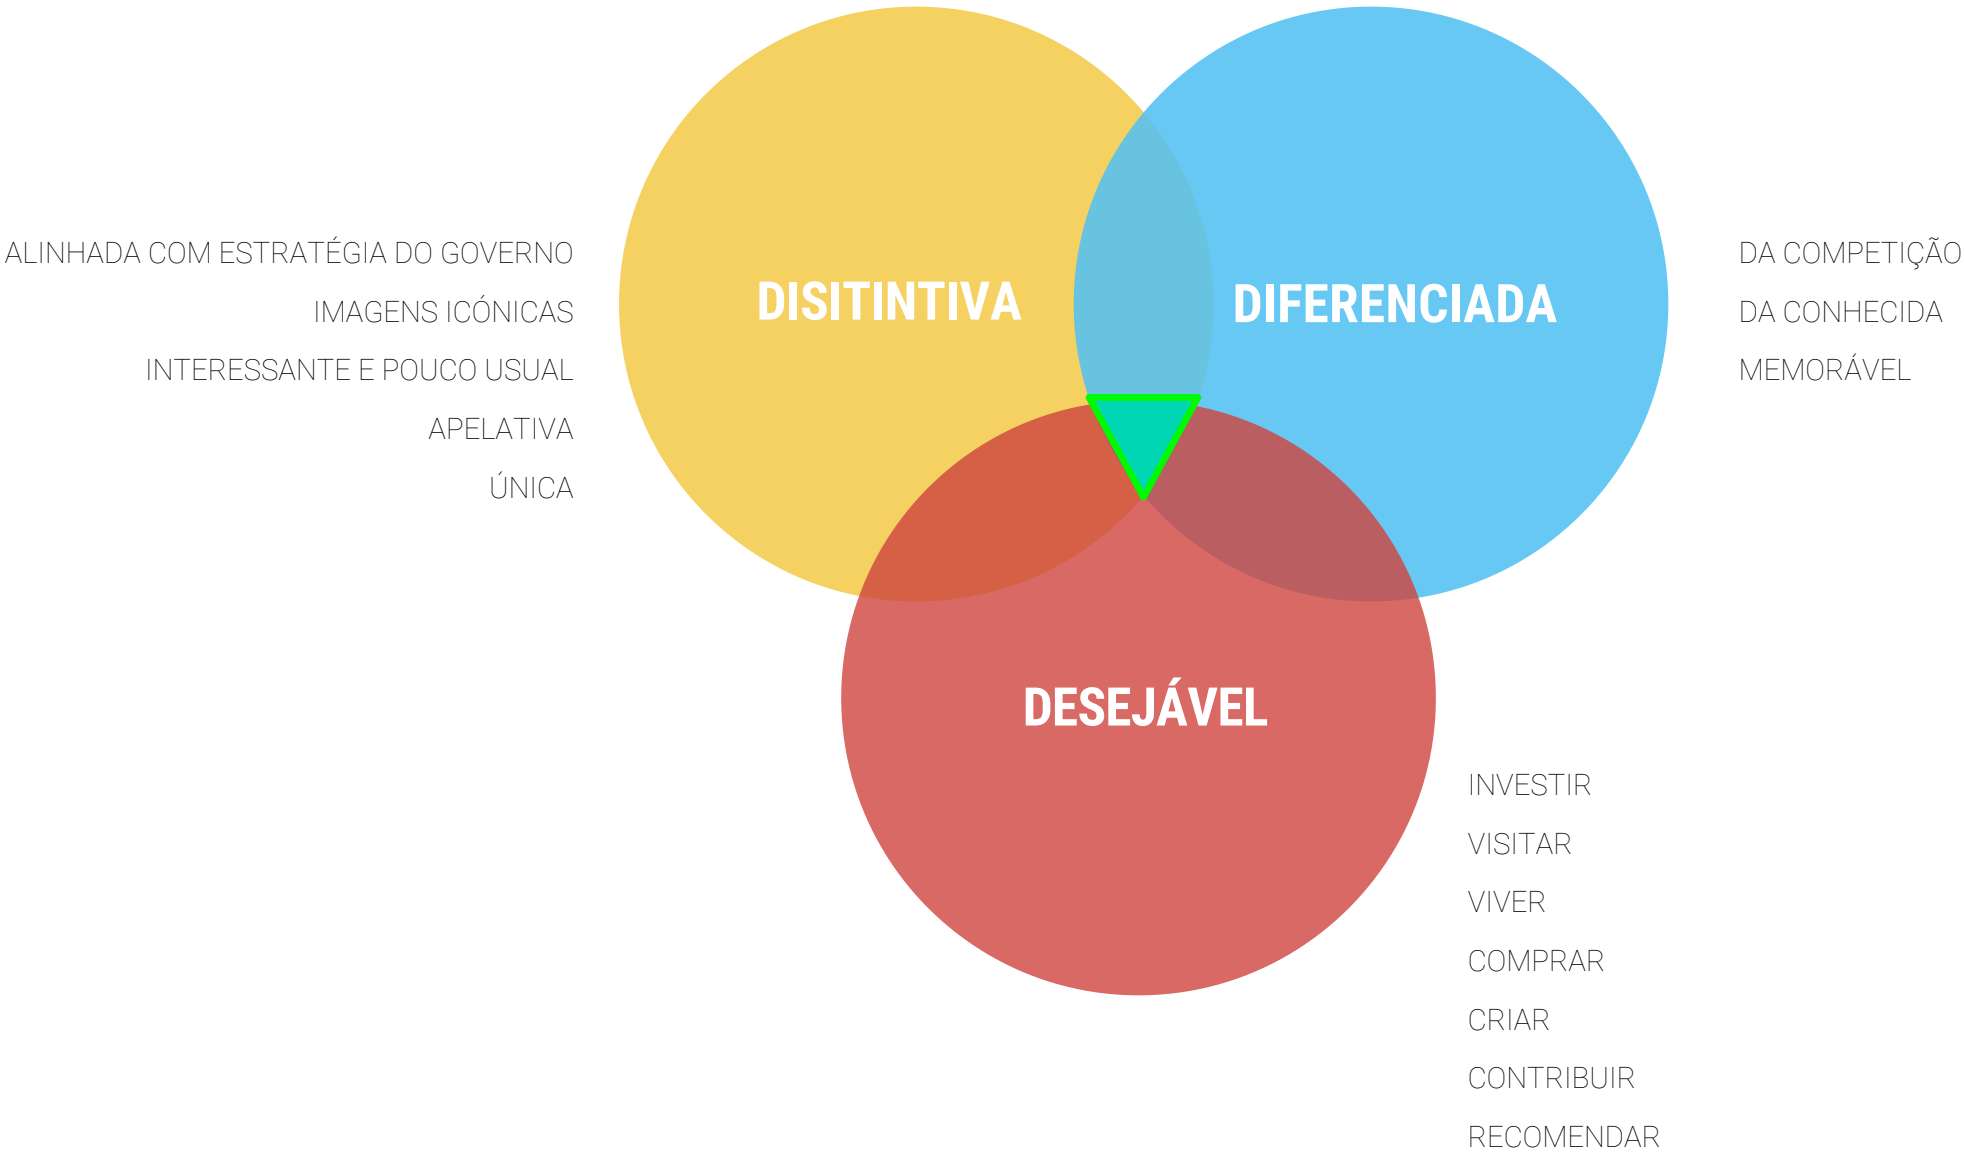 ALINHADA COM ESTRATÉGIA DO GOVERNO
IMAGENS ICÓNICAS
INTERESSANTE E POUCO USUAL
APELATIVA
ÚNICA
DISITINTIVA
DIFERENCIADA
DA COMPETIÇÃO
DA CONHECIDA
MEMORÁVEL
DESEJÁVEL
INVESTIR
VISITAR
VIVER
COMPRAR
CRIAR
CONTRIBUIR
RECOMENDAR